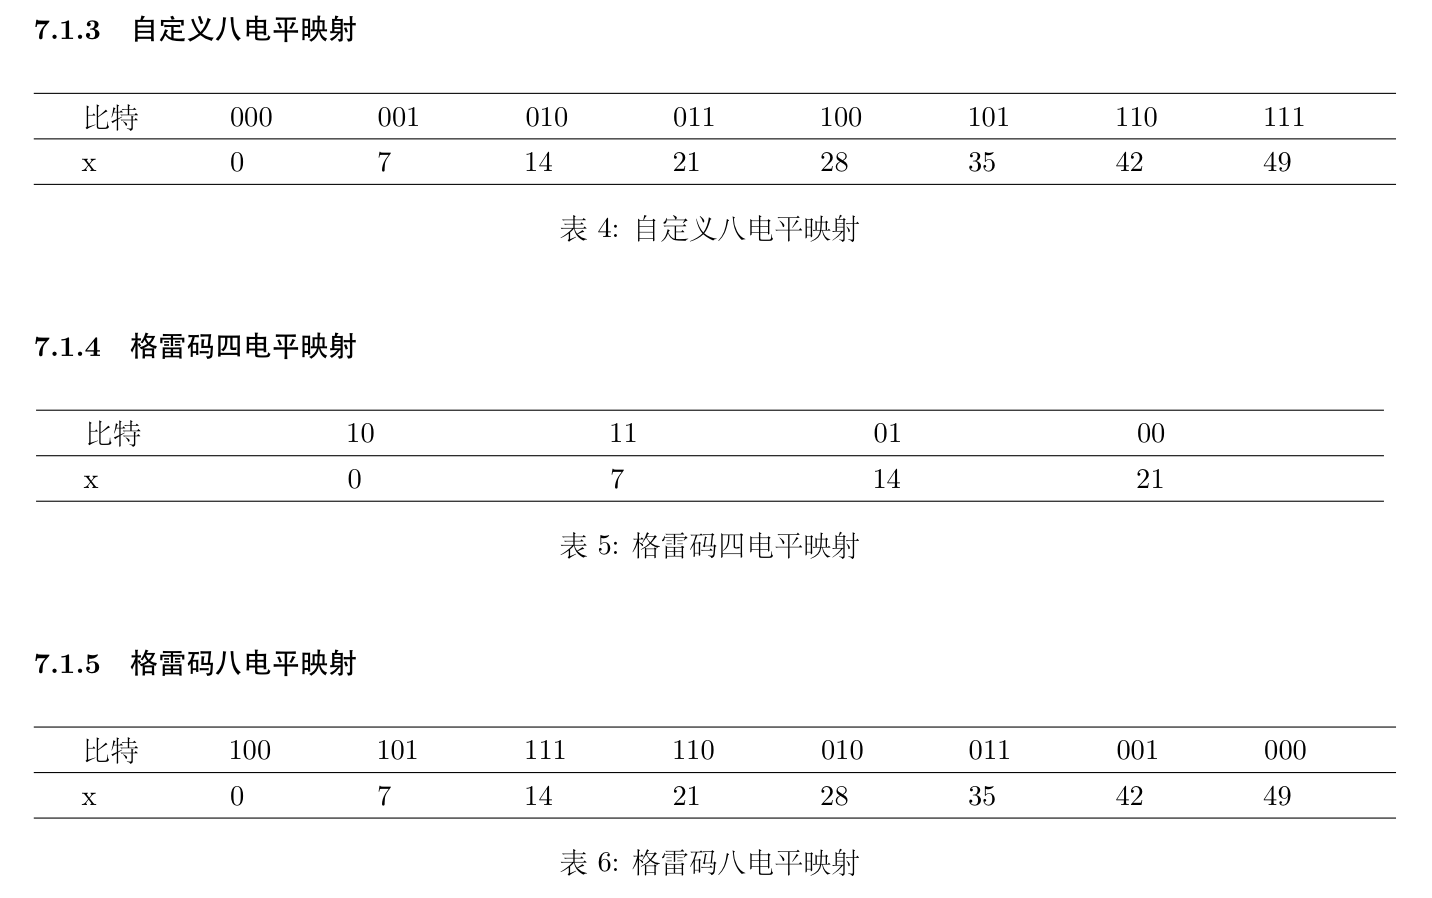 7.1.3 自定义八电平映射
比特 000 001 010 011 100 101 110 111
x 0 7 14 21 28 35 42 49
表 4: 自定义八电平映射
7.1.4 格雷码四电平映射
比特 10 11 01 00
x 0 7 14 21
表 5: 格雷码四电平映射
7.1.5 格雷码八电平映射
比特 100 101 111 110 010 011 001 000
x 0 7 14 21 28 35 42 49
表 6: 格雷码八电平映射